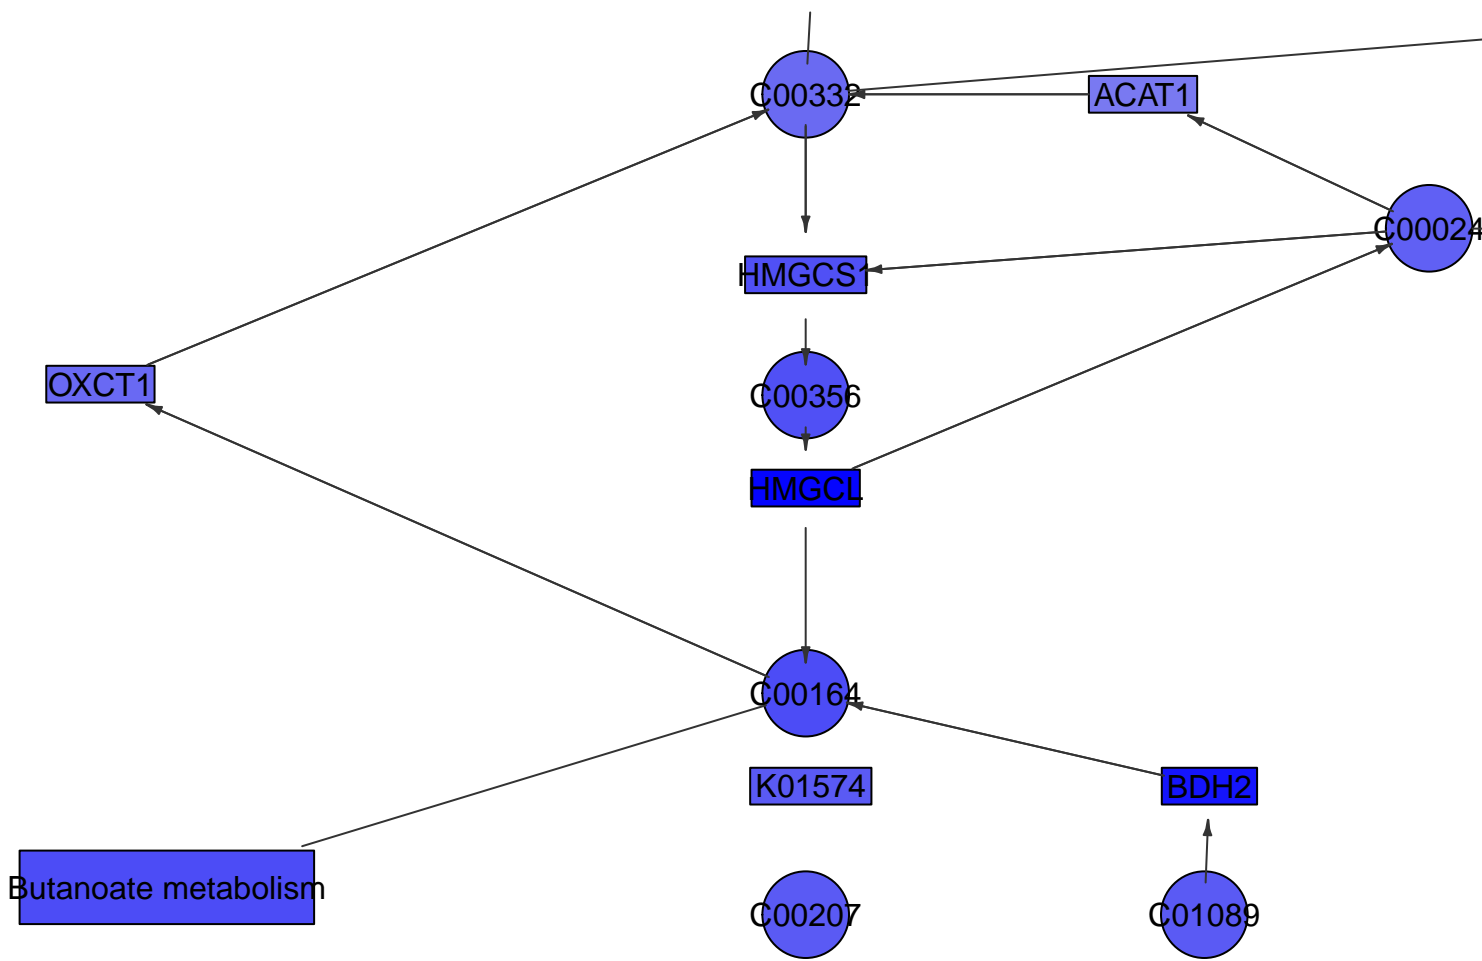 C00332
ACAT1
C00024
HMGCS1
OXCT1
C00356
HMGCL
C00164
K01574
BDH2
Butanoate metabolism
C00207
C01089